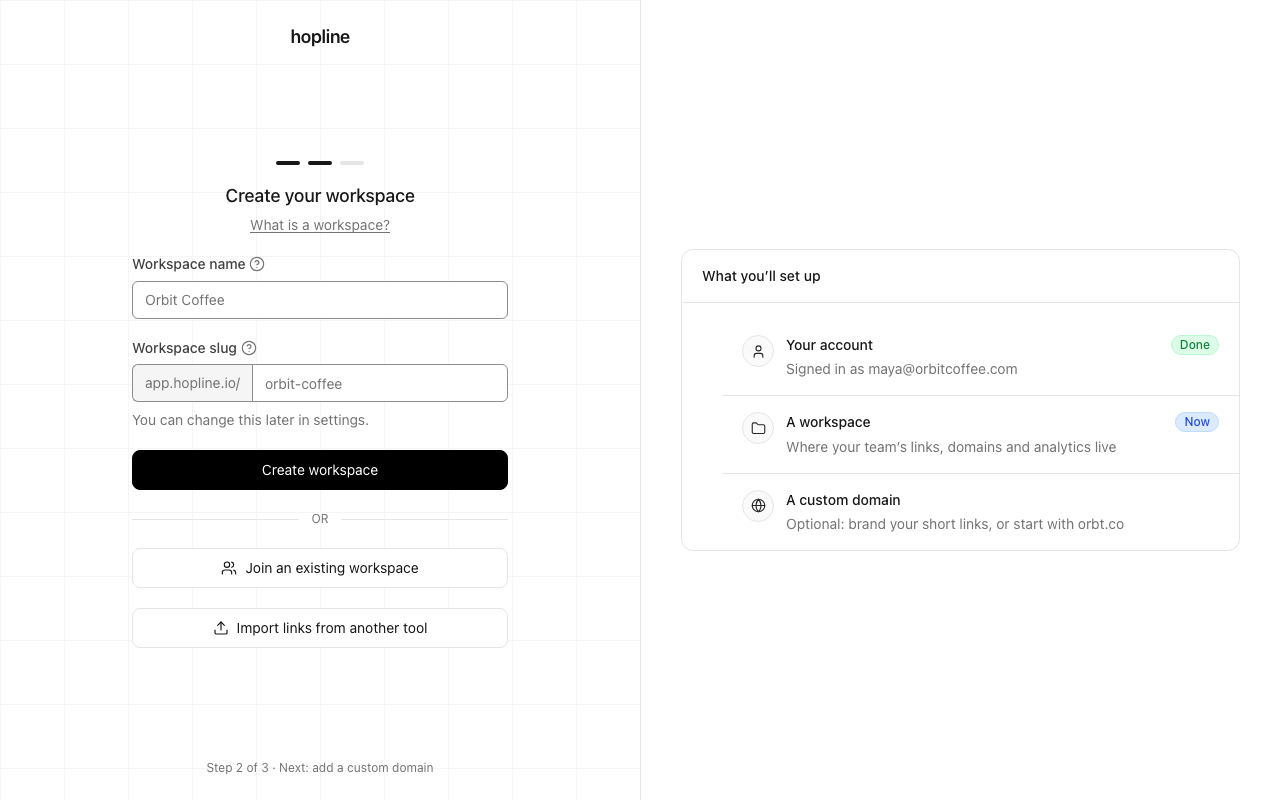 hopline
Create your workspace
What is a workspace?
Workspace name
Orbit Coffee
Workspace slug
app.hopline.io/ orbit-coffee
You can change this later in settings.
Create workspace
OR
Join an existing workspace
Import links from another tool
Step 2 of 3 · Next: add a custom domain
What you’ll set up
Your account Done
Signed in as maya@orbitcoffee.com
A workspace Now
Where your team’s links, domains and analytics live
A custom domain
Optional: brand your short links, or start with orbt.co